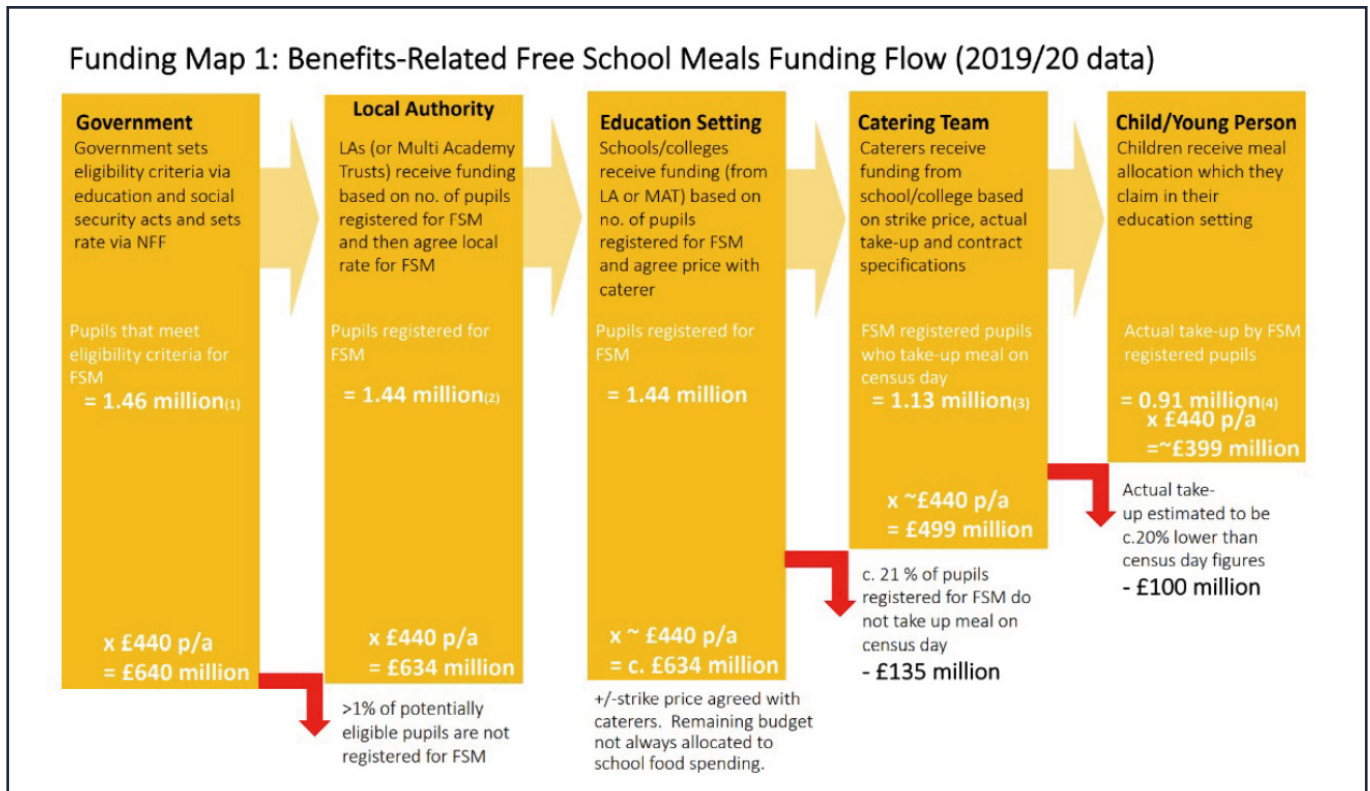 Funding Map 1: Benefits-Related Free School Meals Funding Flow (2019/20 data)
Government
Government sets
eligibility criteria via
education and social
security acts and sets
rate via NFF
Pupils that meet
eligibility criteria for
FSM
= 1.46 million(1)
x £440 p/a
= £640 million
>1% of potentially
eligible pupils are not
registered for FSM
Local Authority
LAs (or Multi Academy
Trusts) receive funding
based on no. of pupils
registered for FSM
and then agree local
rate for FSM
Pupils registered for
FSM
= 1.44 million(2)
x £440 p/a
= £634 million
Education Setting
Schools/colleges
receive funding (from
LA or MAT) based on
no. of pupils
registered for FSM
and agree price with
caterer
Pupils registered for
FSM
= 1.44 million
x ~ £440 p/a
= c. £634 million
+/-strike price agreed with
caterers. Remaining budget
not always allocated to
school food spending.
Catering Team
Caterers receive
funding from
school/college based
on strike price, actual
take-up and contract
specifications
FSM registered pupils
who take-up meal on
census day
= 1.13 million(3)
x ~£440 p/a
= £499 million
c. 21 % of pupils
registered for FSM do
not take up meal on
census day
- £135 million
Child/Young Person
Children receive meal
allocation which they
claim in their
education setting
Actual take-up by FSM
registered pupils
= 0.91 million(4)
x £440 p/a
=~£399 million
Actual take-
up estimated to be
c.20% lower than
census day figures
- £100 million